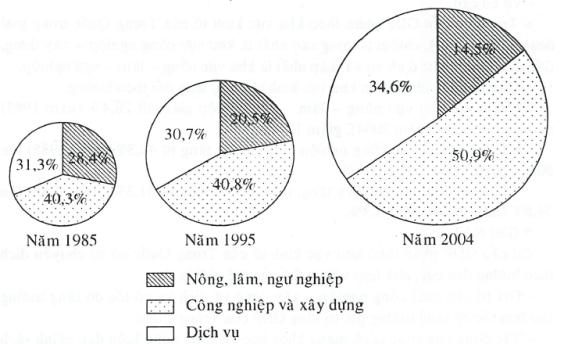 31,3%
28,4%
40,3%
Năm 1985
30,7%
20,5%
40,8%
Năm 1995
34,6%
14,5%
50,9%
Năm 2004
Nông, lâm, ngư nghiệp
Công nghiệp và xây dựng
Dịch vụ